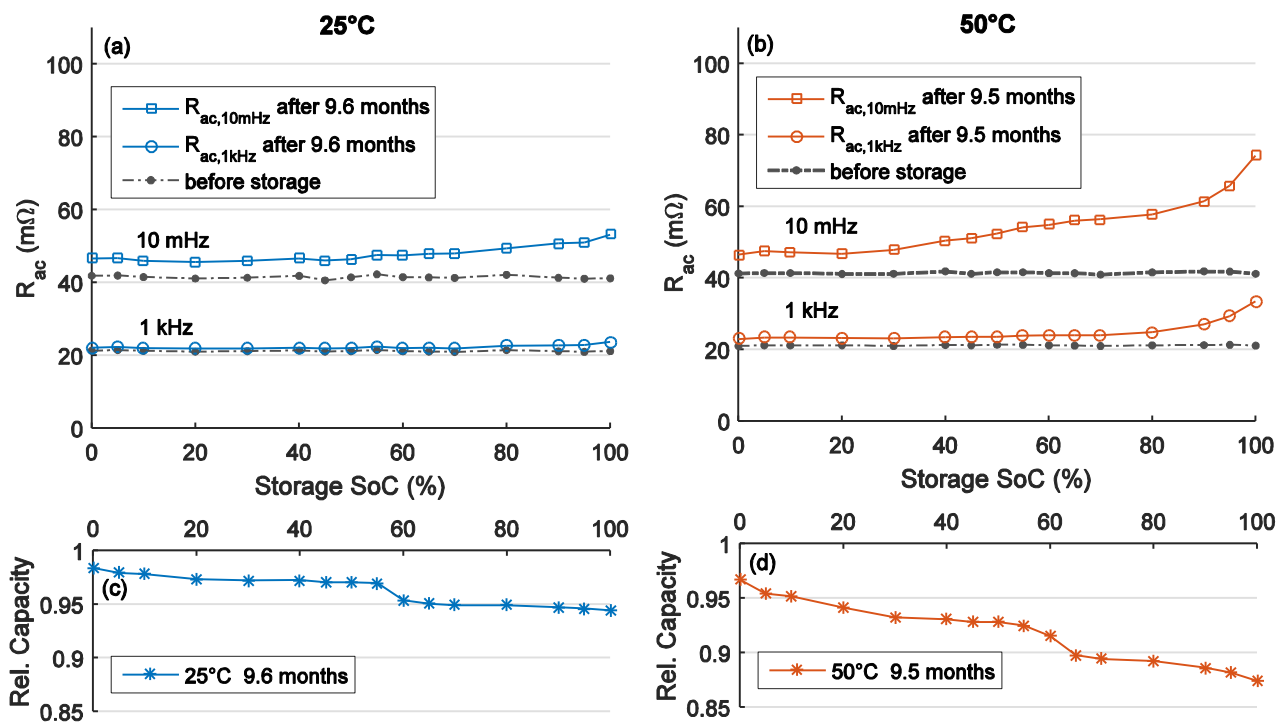 25°C
(a)
100
80
60
40
20
0
R_ac (mΩ)
R_ac,10mHz after 9.6 months
R_ac,1kHz after 9.6 months
before storage
10 mHz
1 kHz
0 20 40 60 80 100
Storage SoC (%)
50°C
(b)
100
80
60
40
20
0
R_ac (mΩ)
R_ac,10mHz after 9.5 months
R_ac,1kHz after 9.5 months
before storage
10 mHz
1 kHz
0 20 40 60 80 100
Storage SoC (%)
0 20 40 60 80 100
1
0.95
0.9
0.85
Rel. Capacity
(c)
25°C 9.6 months
0 20 40 60 80 100
1
0.95
0.9
0.85
Rel. Capacity
(d)
50°C 9.5 months